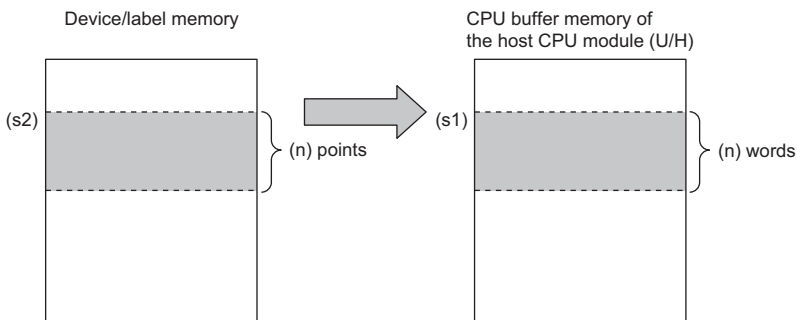 Device/label memory
CPU buffer memory of
the host CPU module (U/H)
(s2)
(n) points
(s1)
(n) words